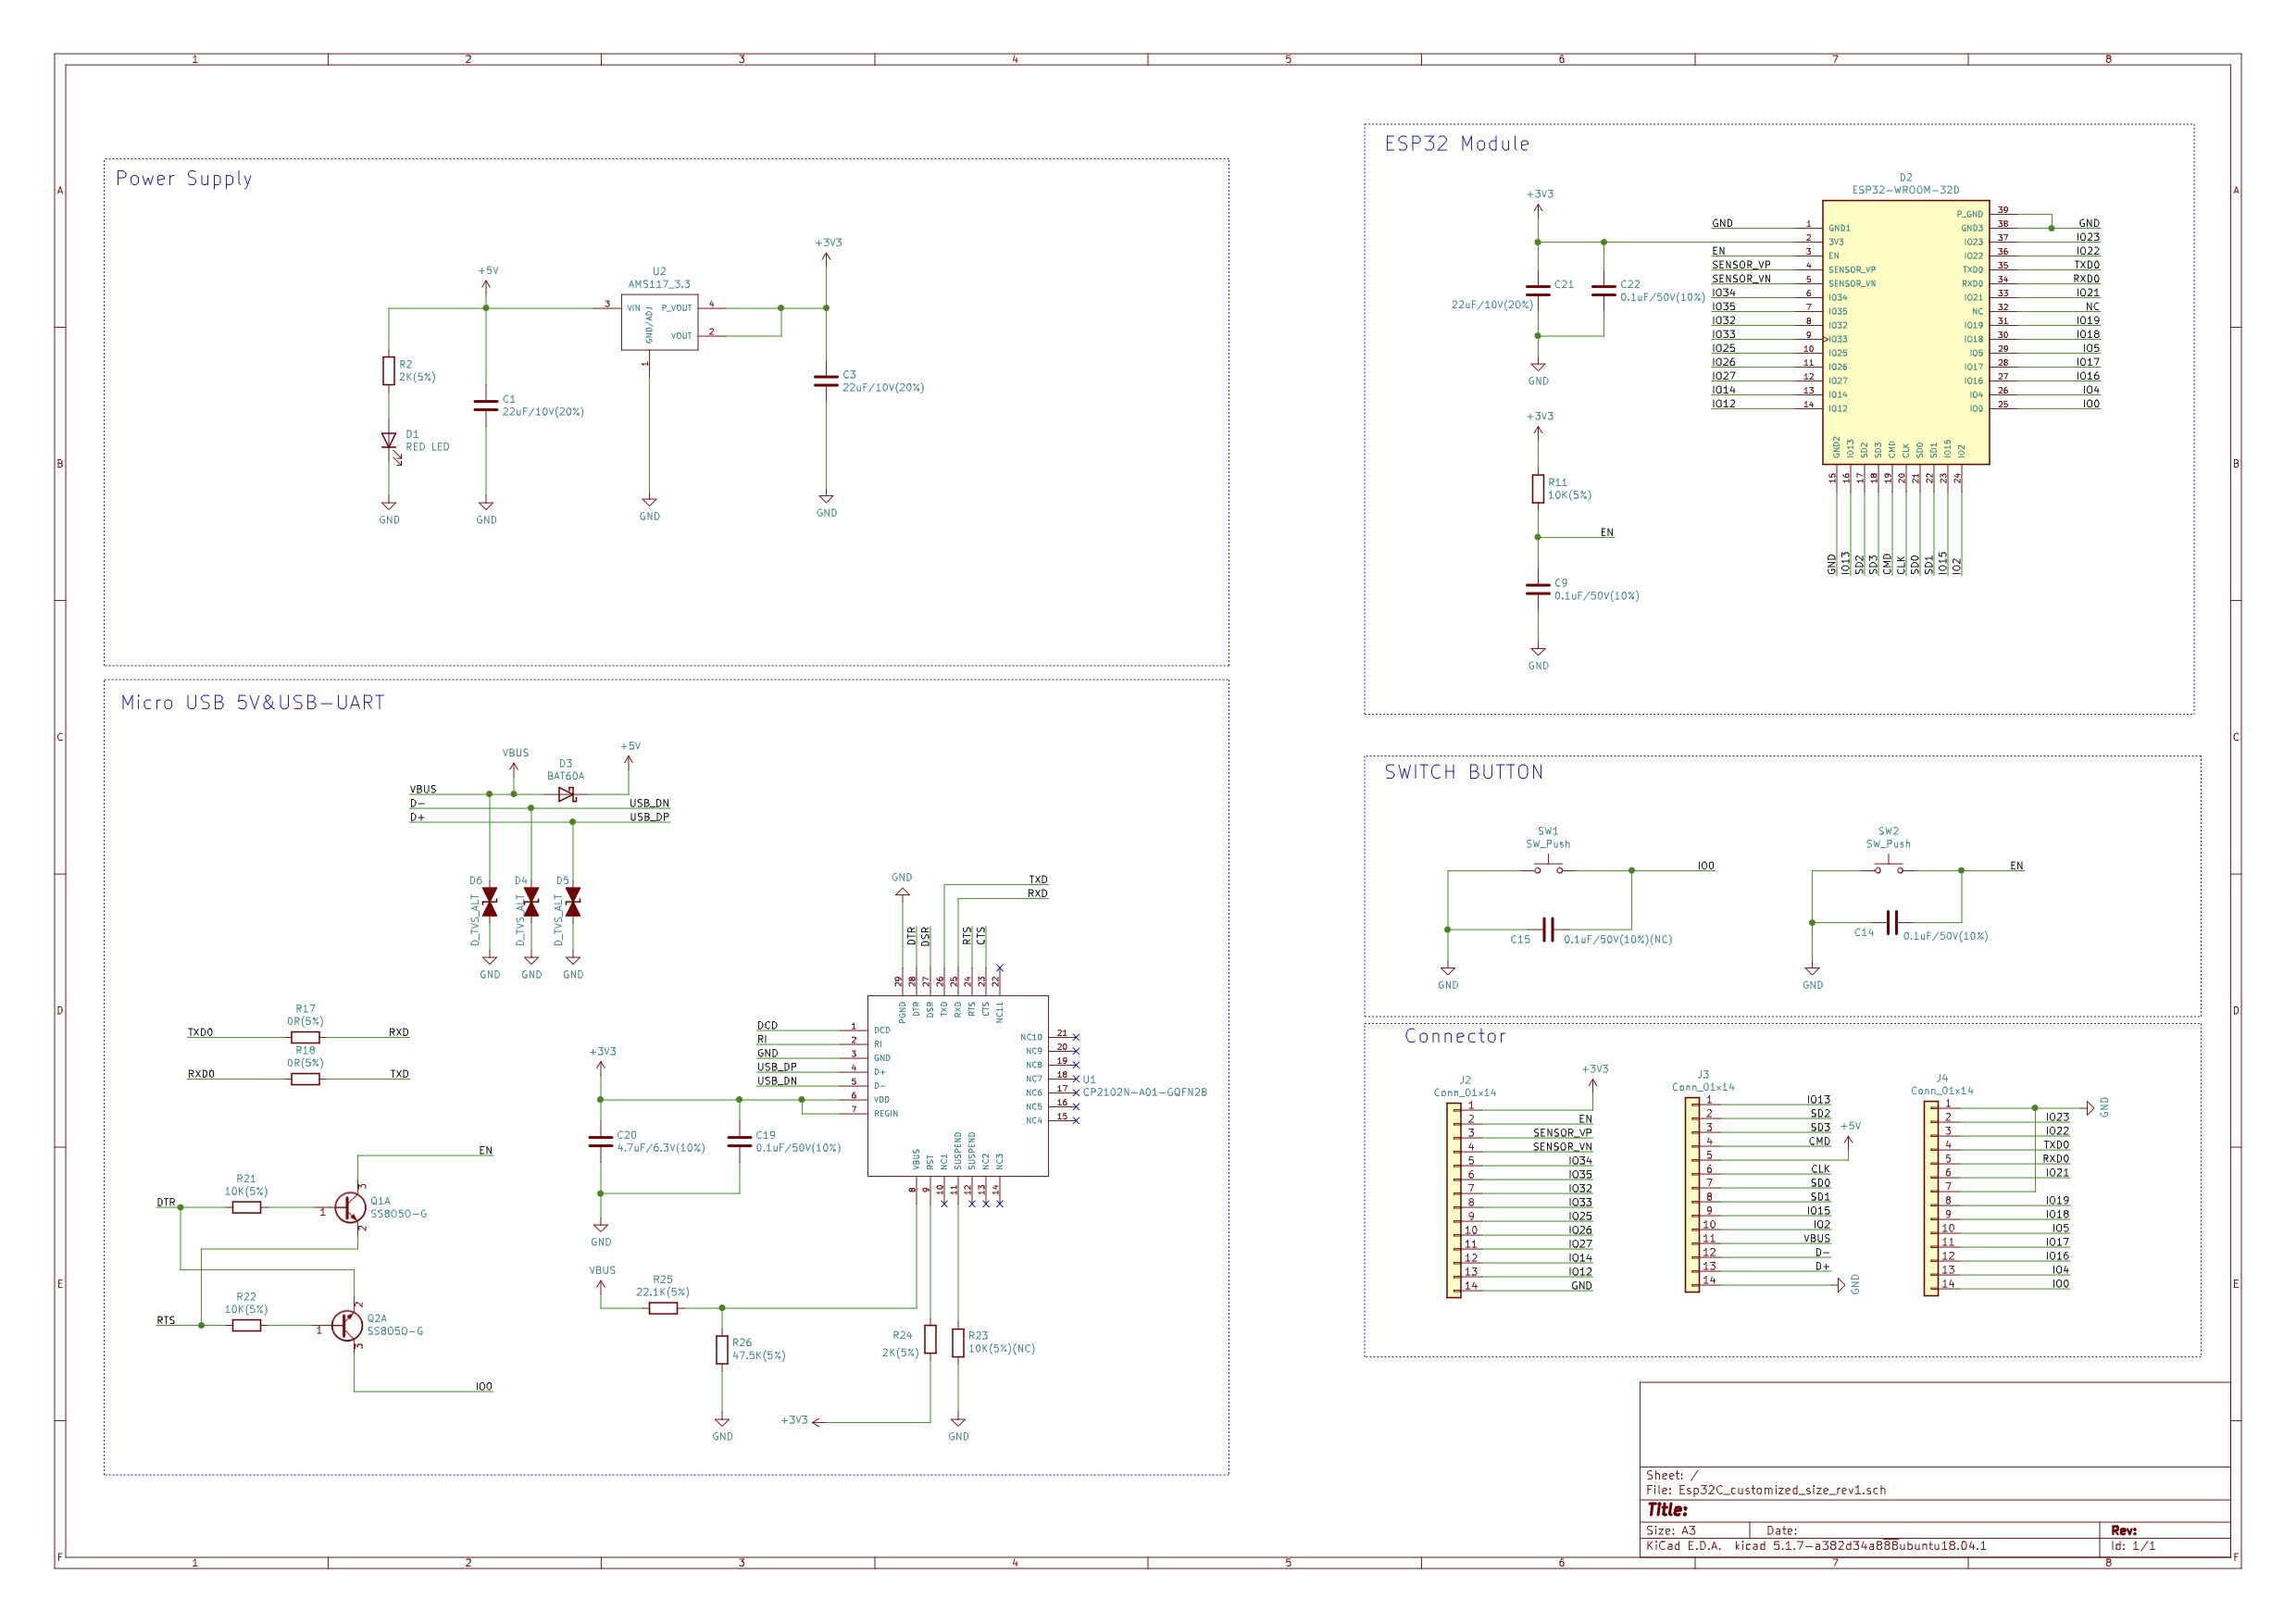 1 2 3 4 5 6 7 8
A
B
C
D
E
F
Power Supply
+5V
R2
2K(5%)
D1
RED LED
GND
C1
22uF/10V(20%)
GND
U2
AMS117_3.3
3 VIN P_VOUT 4
GND/ADJ
VOUT 2
1
GND
+3V3
C3
22uF/10V(20%)
GND
ESP32 Module
+3V3
C21
22uF/10V(20%)
C22
0.1uF/50V(10%)
GND
+3V3
R11
10K(5%)
EN
C9
0.1uF/50V(10%)
GND
D2
ESP32-WROOM-32D
P_GND 39
GND 1 GND1
GND3 38 GND
2 3V3
IO23 37 IO23
EN 3 EN
IO22 36 IO22
SENSOR_VP 4 SENSOR_VP
TXD0 35 TXD0
SENSOR_VN 5 SENSOR_VN
RXD0 34 RXD0
IO34 6 IO34
IO21 33 IO21
IO35 7 IO35
NC 32 NC
IO32 8 IO32
IO19 31 IO19
IO33 9 IO33
IO18 30 IO18
IO25 10 IO25
IO5 29 IO5
IO26 11 IO26
IO17 28 IO17
IO27 12 IO27
IO16 27 IO16
IO14 13 IO14
IO4 26 IO4
IO12 14 IO12
IO0 25 IO0
GND2 IO13 SD2 SD3 CMD CLK SD0 SD1 IO15 IO2
15 16 17 18 19 20 21 22 23 24
GND IO13 SD2 SD3 CMD CLK SD0 SD1 IO15 IO2
Micro USB 5V&USB-UART
VBUS
D3
BAT60A
+5V
VBUS
D- USB_DN
D+ USB_DP
D6
D_TVS_ALT
GND
D4
D_TVS_ALT
GND
D5
D_TVS_ALT
GND
R17
0R(5%)
TXD0 RXD
R18
0R(5%)
RXD0 TXD
EN
R21
10K(5%)
DTR
1
3
2
Q1A
SS8050-G
R22
10K(5%)
RTS
1
2
3
Q2A
SS8050-G
IO0
+3V3
C20
4.7uF/6.3V(10%)
C19
0.1uF/50V(10%)
GND
VBUS
R25
22.1K(5%)
R26
47.5K(5%)
GND
GND
TXD
RXD
DTR DSR RTS CTS
29 28 27 26 25 24 23 22
PGND DTR DSR TXD RXD RTS CTS NC11
DCD 1 DCD
RI 2 RI
GND 3 GND
USB_DP 4 D+
USB_DN 5 D-
6 VDD
7 REGIN
NC10 21
NC9 20
NC8 19
NC7 18
NC6 17
NC5 16
NC4 15
U1
CP2102N-A01-GQFN28
VBUS RST NC1 SUSPEND SUSPEND NC2 NC3
8 9 10 11 12 13 14
R24
2K(5%)
+3V3
R23
10K(5%)(NC)
GND
SWITCH BUTTON
SW1
SW_Push
IO0
C15
0.1uF/50V(10%)(NC)
GND
SW2
SW_Push
EN
C14
0.1uF/50V(10%)
GND
Connector
J2
Conn_01x14
+3V3
1
2 EN
3 SENSOR_VP
4 SENSOR_VN
5 IO34
6 IO35
7 IO32
8 IO33
9 IO25
10 IO26
11 IO27
12 IO14
13 IO12
14 GND
J3
Conn_01x14
1 IO13
2 SD2
3 SD3
4 CMD
5
+5V
6 CLK
7 SD0
8 SD1
9 IO15
10 IO2
11 VBUS
12 D-
13 D+
14
GND
J4
Conn_01x14
1
GND
2 IO23
3 IO22
4 TXD0
5 RXD0
6 IO21
7
8 IO19
9 IO18
10 IO5
11 IO17
12 IO16
13 IO4
14 IO0
Sheet: /
File: Esp32C_customized_size_rev1.sch
Title:
Size: A3 Date: Rev:
KiCad E.D.A. kicad 5.1.7-a382d34a888ubuntu18.04.1 Id: 1/1
A
B
C
D
E
F
1 2 3 4 5 6 7 8